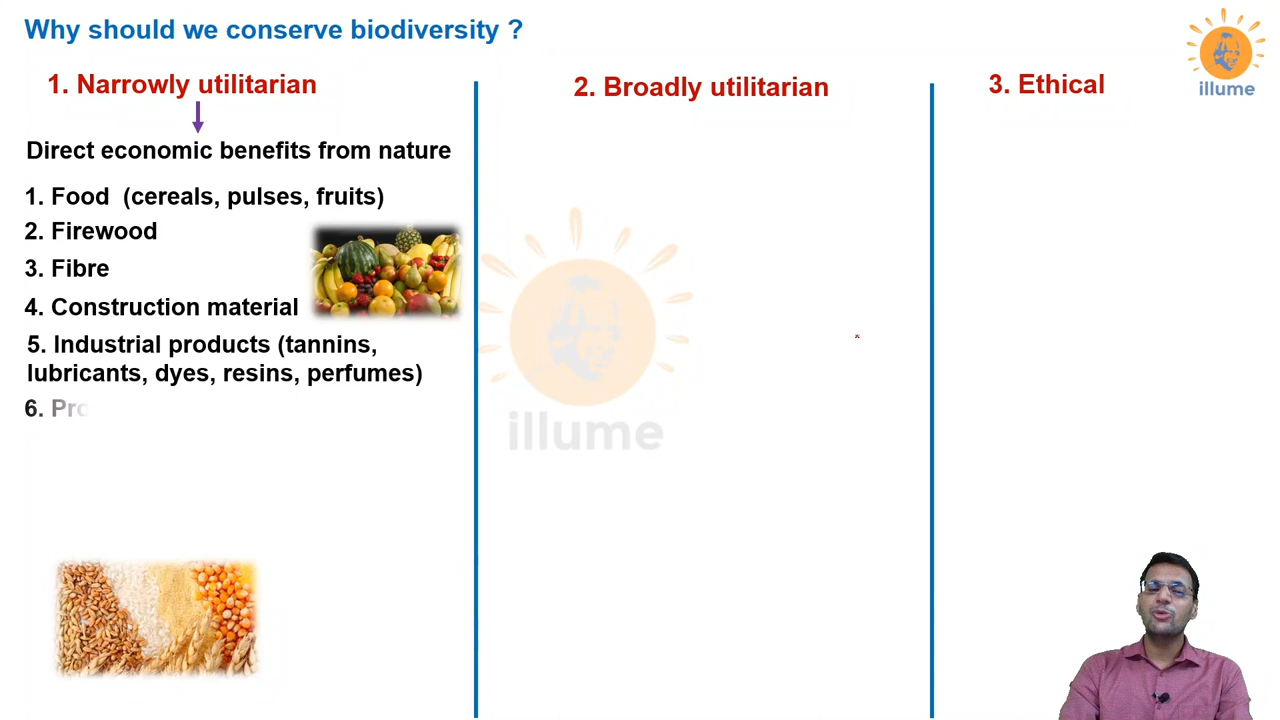 Why should we conserve biodiversity ?
1. Narrowly utilitarian
Direct economic benefits from nature
1. Food (cereals, pulses, fruits)
2. Firewood
3. Fibre
4. Construction material
5. Industrial products (tannins,
lubricants, dyes, resins, perfumes)
6. Pro
2. Broadly utilitarian
illume
3. Ethical
illume